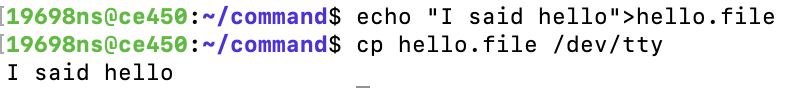 [19698ns@ce450:~/command$ echo "I said hello">hello.file
[19698ns@ce450:~/command$ cp hello.file /dev/tty
I said hello